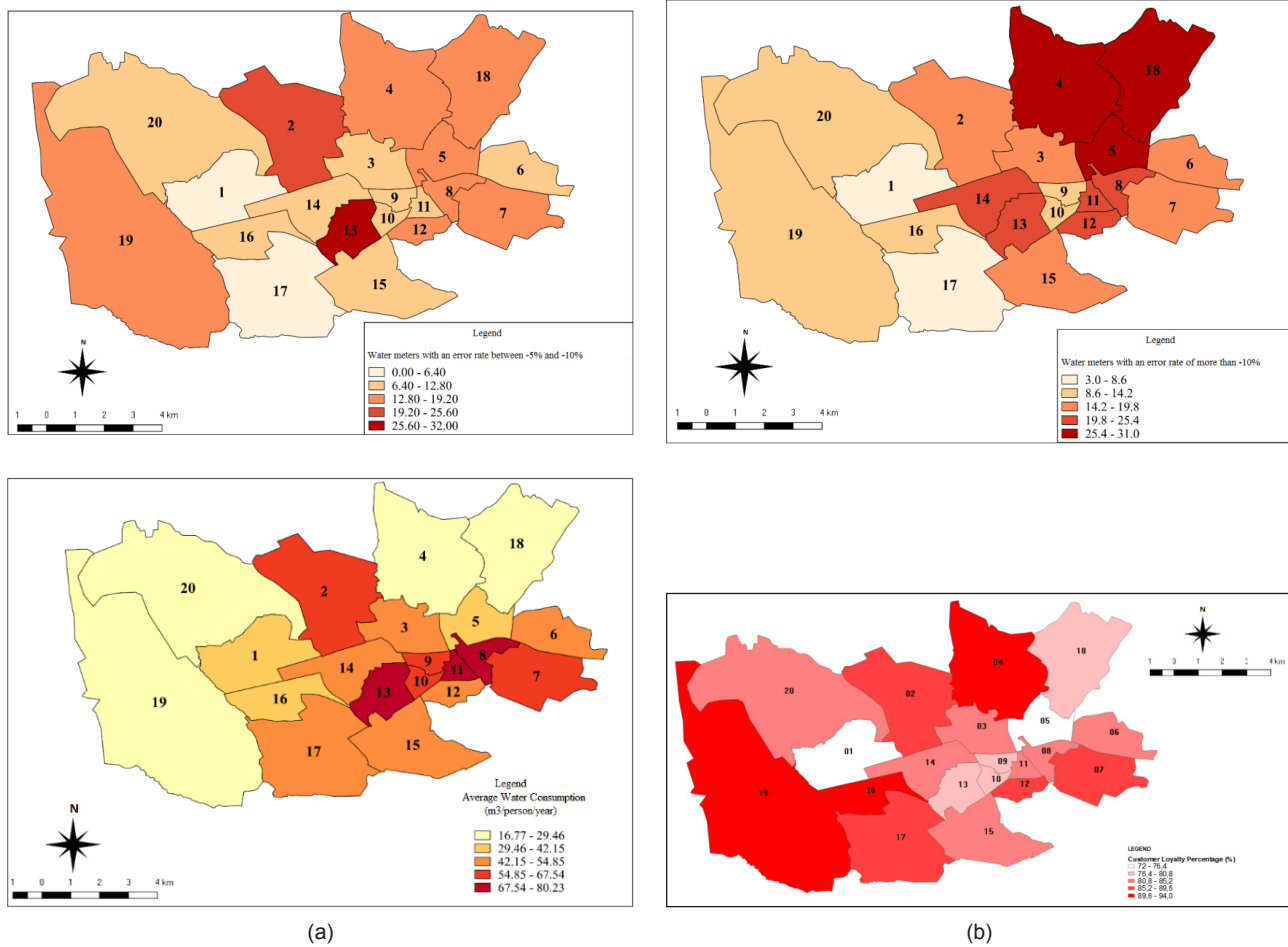 18
4
20
2
5
3
6
1
8
9
11
7
14
10
12
13
16
19
15
17
N
1 0 1 2 3 4 km
Legend
Water meters with an error rate between -5% and -10%
0.00 - 6.40
6.40 - 12.80
12.80 - 19.20
19.20 - 25.60
25.60 - 32.00
18
4
20
2
5
3
6
1
8
9
11
7
14
10
12
13
16
19
15
17
N
1 0 1 2 3 4 km
Legend
Water meters with an error rate of more than -10%
3.0 - 8.6
8.6 - 14.2
14.2 - 19.8
19.8 - 25.4
25.4 - 31.0
18
4
20
2
5
3
6
1
8
9
11
7
14
10
12
13
16
19
15
17
N
1 0 1 2 3 4 km
Legend
Average Water Consumption
(m3/person/year)
16.77 - 29.46
29.46 - 42.15
42.15 - 54.85
54.85 - 67.54
67.54 - 80.23
(a)
N
1 0 1 2 3 4 km
18
04
20
02
05
03
06
01
08
09
11
07
14
10
12
13
16
19
15
17
LEGEND
Customer Loyalty Percentage (%)
72 - 76,4
76,4 - 80,8
80,8 - 85,2
85,2 - 89,6
89,6 - 94,0
(b)